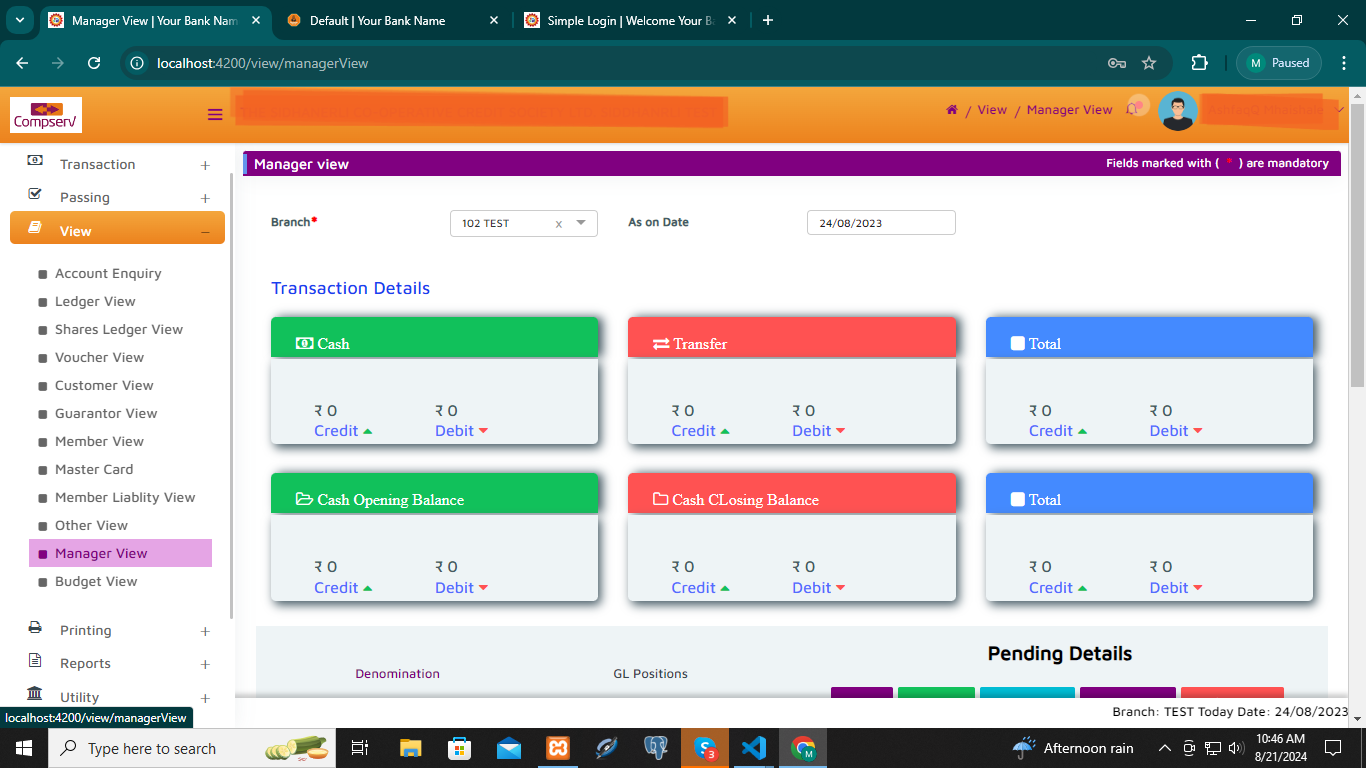 Manager View | Your Bank Nam
Default | Your Bank Name
Simple Login | Welcome Your B
localhost:4200/view/managerView
M Paused
Compserv
/ View / Manager View
Transaction +
Passing +
View –
Account Enquiry
Ledger View
Shares Ledger View
Voucher View
Customer View
Guarantor View
Member View
Master Card
Member Liablity View
Other View
Manager View
Budget View
Printing +
Reports +
Utility +
localhost:4200/view/managerView
Manager view
Fields marked with ( * ) are mandatory
Branch*
102 TEST x
As on Date
24/08/2023
Transaction Details
Cash
₹ 0 ₹ 0
Credit Debit
Transfer
₹ 0 ₹ 0
Credit Debit
Total
₹ 0 ₹ 0
Credit Debit
Cash Opening Balance
₹ 0 ₹ 0
Credit Debit
Cash CLosing Balance
₹ 0 ₹ 0
Credit Debit
Total
₹ 0 ₹ 0
Credit Debit
Denomination
GL Positions
Pending Details
Branch: TEST Today Date: 24/08/2023
Type here to search
3
M
Afternoon rain
10:46 AM
8/21/2024